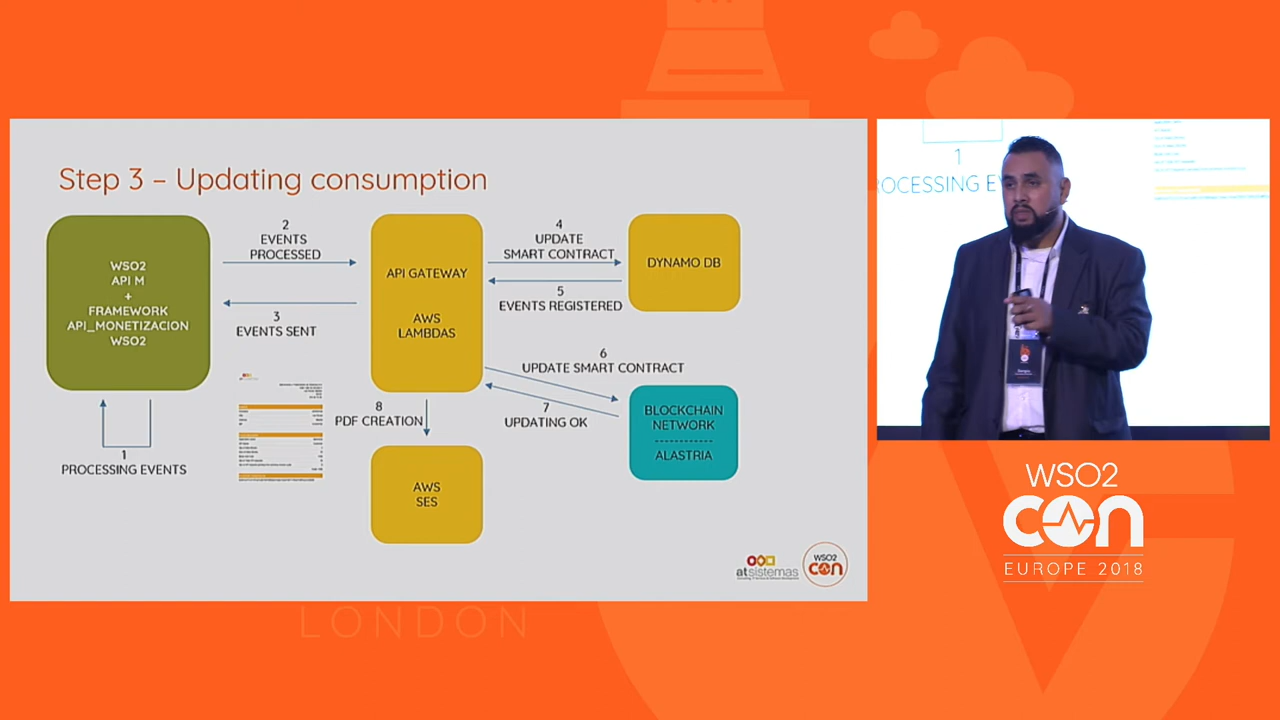 Step 3 – Updating consumption
WSO2
API M
+
FRAMEWORK
API_MONETIZACION
WSO2
2
EVENTS
PROCESSED
3
EVENTS SENT
1
PROCESSING EVENTS
API GATEWAY
AWS
LAMBDAS
4
UPDATE
SMART CONTRACT
5
EVENTS REGISTERED
DYNAMO DB
6
UPDATE SMART CONTRACT
7
UPDATING OK
BLOCKCHAIN
NETWORK
-----------
ALASTRIA
8
PDF CREATION
AWS
SES
atsistemas
WSO2
CON
1
ROCESSING E
WSO2
CON
EUROPE 2018
LONDON